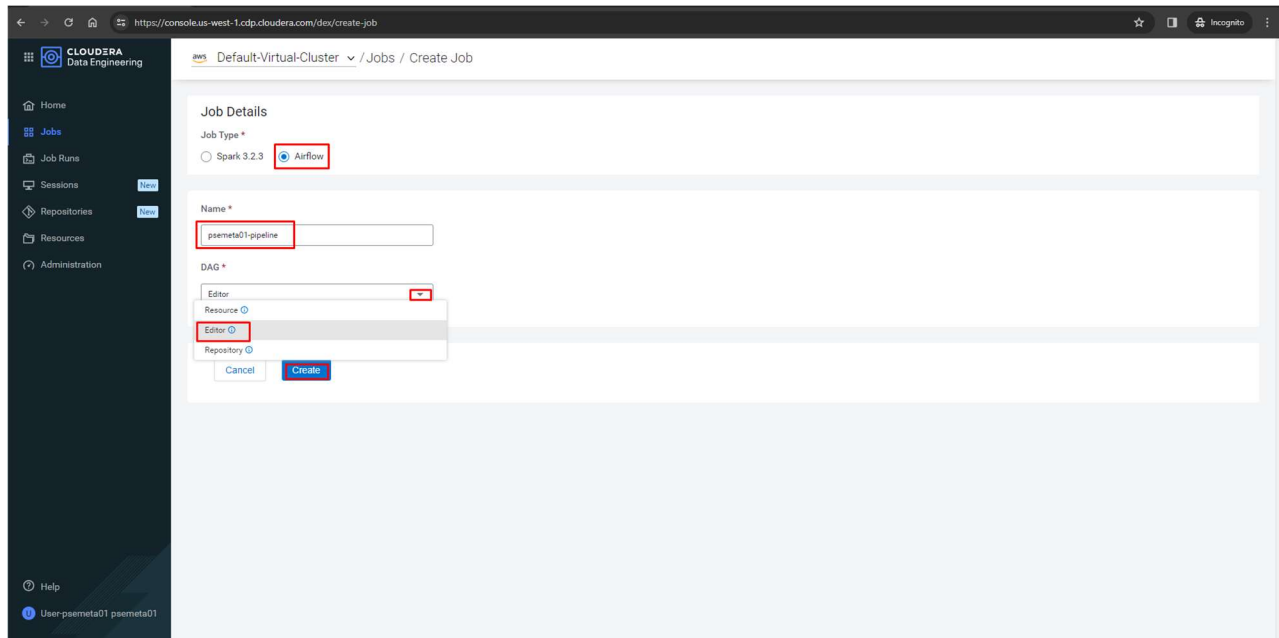 https://console.us-west-1.cdp.cloudera.com/dex/create-job
Incognito
CLOUDERA
Data Engineering
aws Default-Virtual-Cluster / Jobs / Create Job
Home
Jobs
Job Runs
Sessions New
Repositories New
Resources
Administration
Job Details
Job Type *
Spark 3.2.3 Airflow
Name *
psemeta01-pipeline
DAG *
Editor
Resource
Editor
Repository
Cancel Create
Help
U User-psemeta01 psemeta01